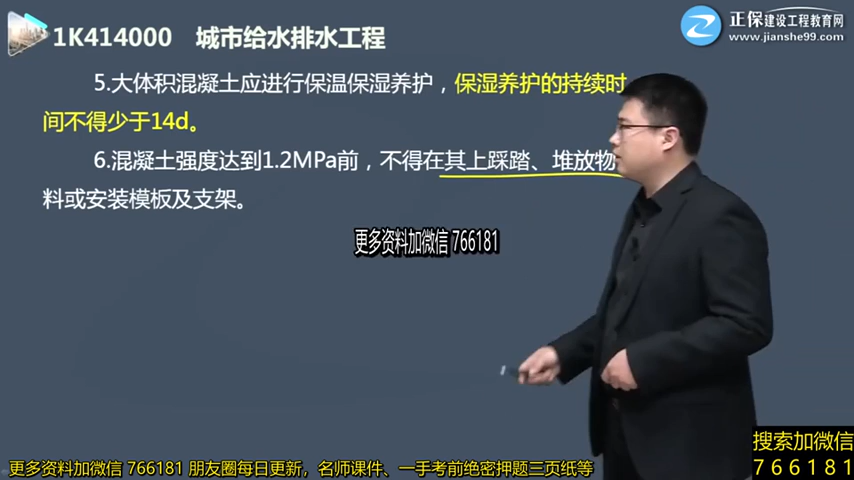 1K414000 城市给水排水工程
正保建设工程教育网
www.jianshe99.com
5.大体积混凝土应进行保温保湿养护，保湿养护的持续时
间不得少于14d。
6.混凝土强度达到1.2MPa前，不得在其上踩踏、堆放物
料或安装模板及支架。
更多资料加微信 766181
搜索加微信
766181
更多资料加微信 766181 朋友圈每日更新，名师课件、一手考前绝密押题三页纸等